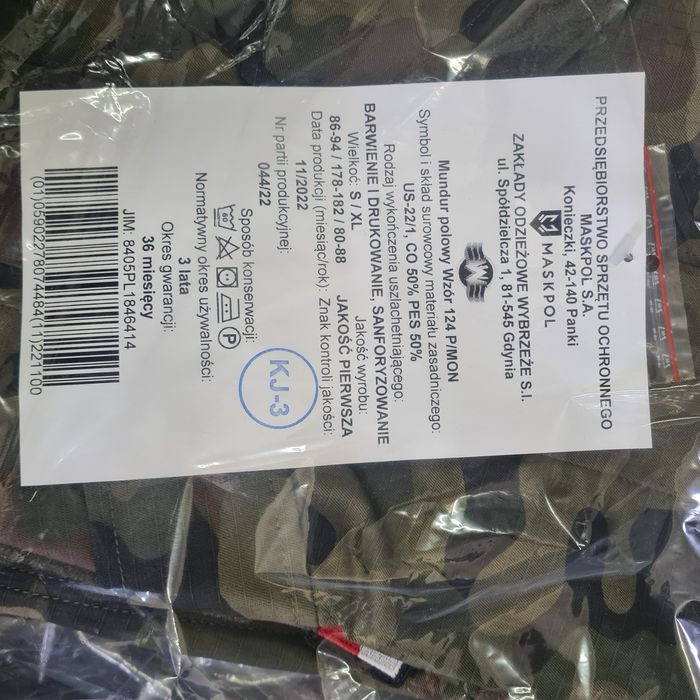 PRZEDSIĘBIORSTWO SPRZĘTU OCHRONNEGO
MASKPOL S.A.
Konieczki, 42-140 Panki
MASKPOL
ZAKŁADY ODZIEŻOWE WYBRZEŻE S.I.
ul. Spółdzielcza 1, 81-545 Gdynia
Mundur polowy Wzór 124 P/MON
Symbol i skład surowcowy materiału zasadniczego:
US-22/1, CO 50% PES 50%
Rodzaj wykończenia uszlachetniającego:
BARWIENIE I DRUKOWANIE, SANFORYZOWANIE
Wielkoć: S / XL
86-94 / 178-182 / 80-88
Jakość wyrobu:
JAKOŚĆ PIERWSZA
Data produkcji (miesiąc/rok):
11/2022
Znak kontroli jakości:
KJ-3
Nr partii produkcyjnej:
044/22
Sposób konserwacji:
60
P
Normatywny okres używalności:
3 lata
Okres gwarancji:
36 miesięcy
JIM: 8405PL1846414
(01)05902278074484(11)221100